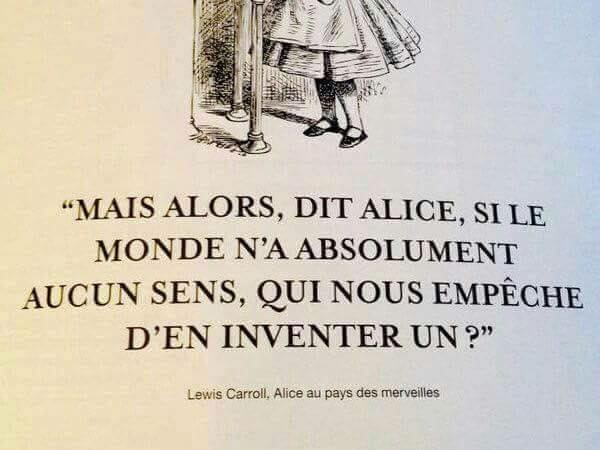 “MAIS ALORS, DIT ALICE, SI LE
MONDE N’A ABSOLUMENT
AUCUN SENS, QUI NOUS EMPÊCHE
D’EN INVENTER UN ?”
Lewis Carroll, Alice au pays des merveilles